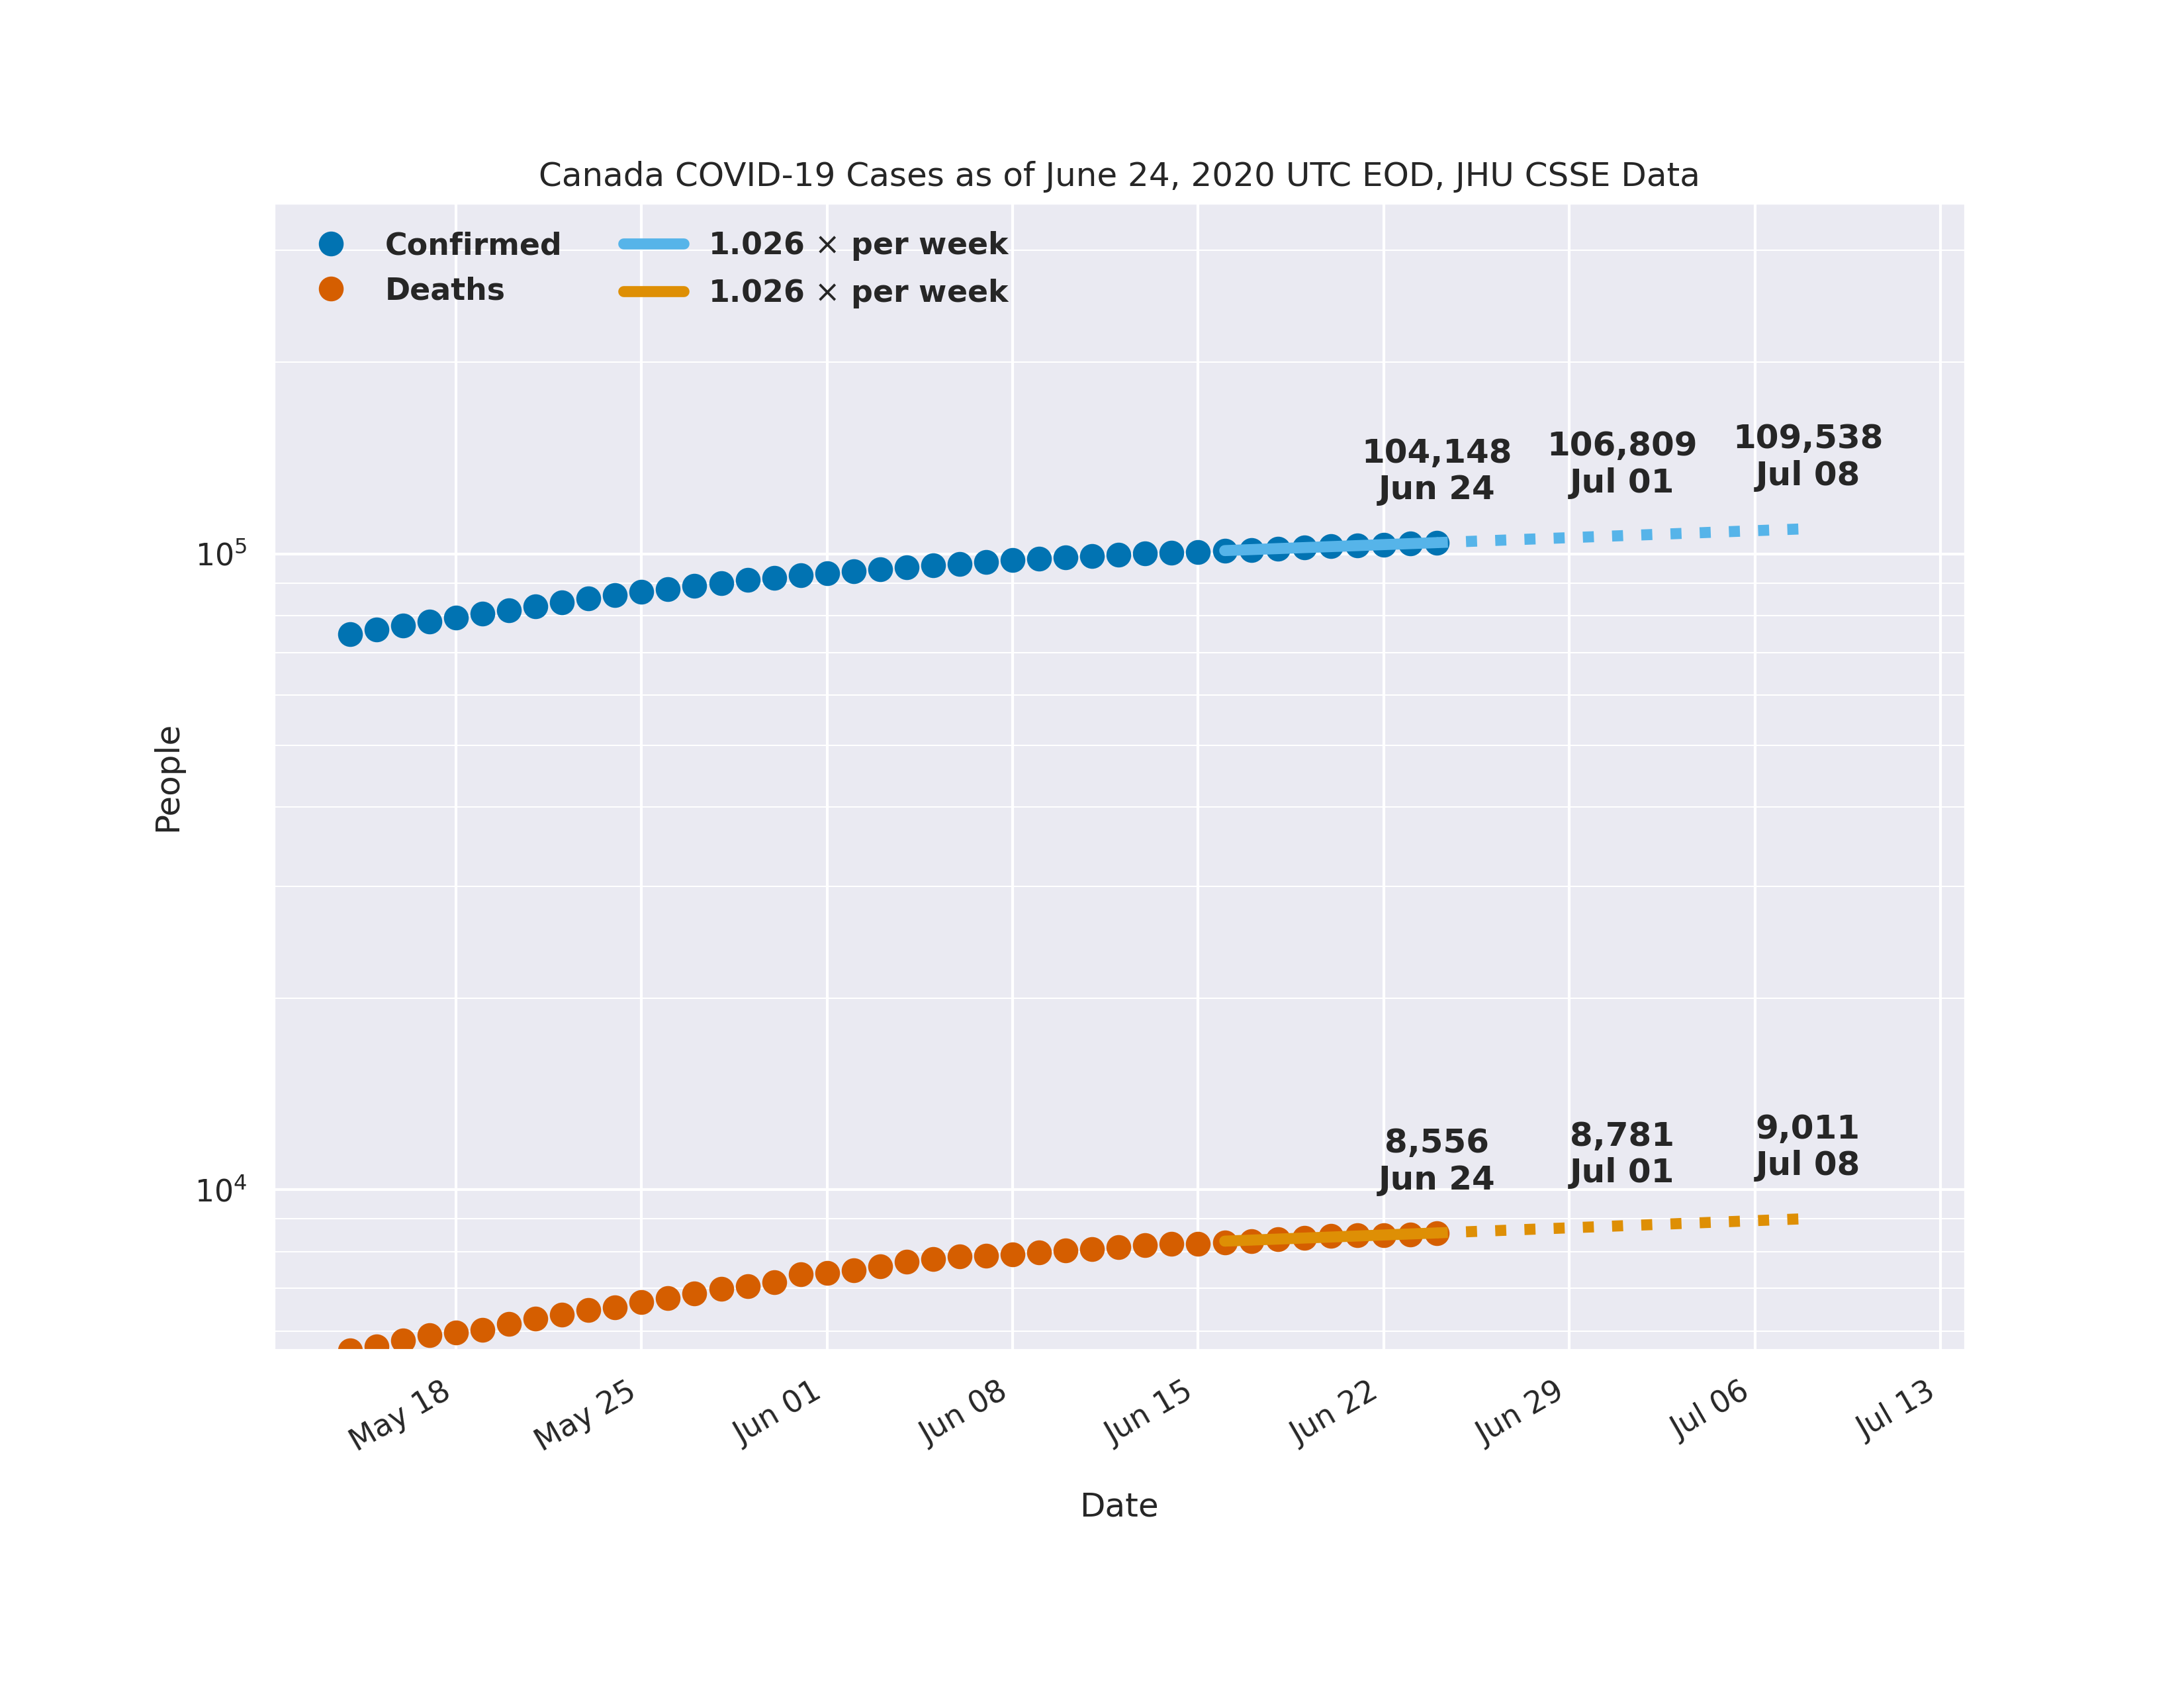 Canada COVID-19 Cases as of June 24, 2020 UTC EOD, JHU CSSE Data
Confirmed
Deaths
1.026 × per week
1.026 × per week
104,148
Jun 24
106,809
Jul 01
109,538
Jul 08
10⁵
People
8,556
Jun 24
8,781
Jul 01
9,011
Jul 08
10⁴
May 18
May 25
Jun 01
Jun 08
Jun 15
Jun 22
Jun 29
Jul 06
Jul 13
Date